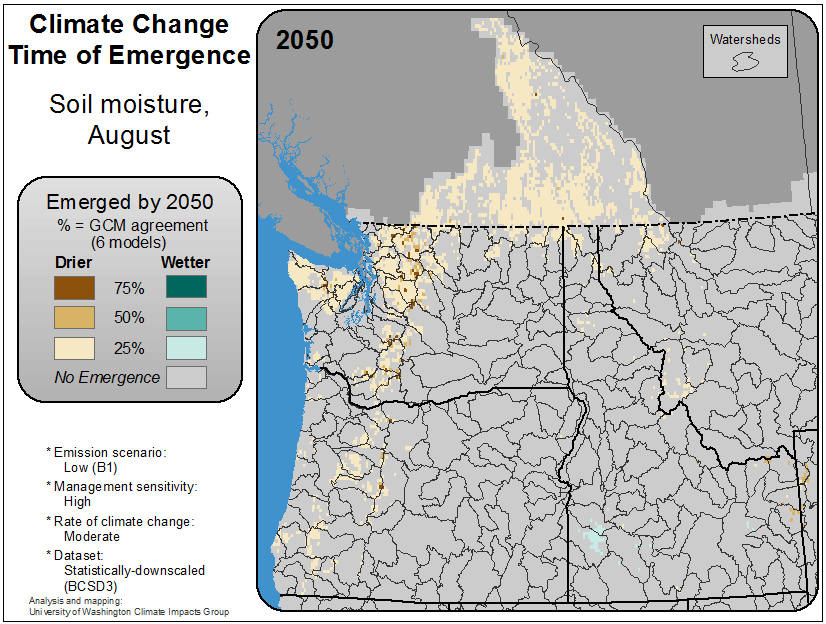 Climate Change
Time of Emergence
Soil moisture,
August
Emerged by 2050
% = GCM agreement
(6 models)
Drier Wetter
75%
50%
25%
No Emergence
* Emission scenario:
Low (B1)
* Management sensitivity:
High
* Rate of climate change:
Moderate
* Dataset:
Statistically-downscaled
(BCSD3)
Analysis and mapping:
University of Washington Climate Impacts Group
2050
Watersheds